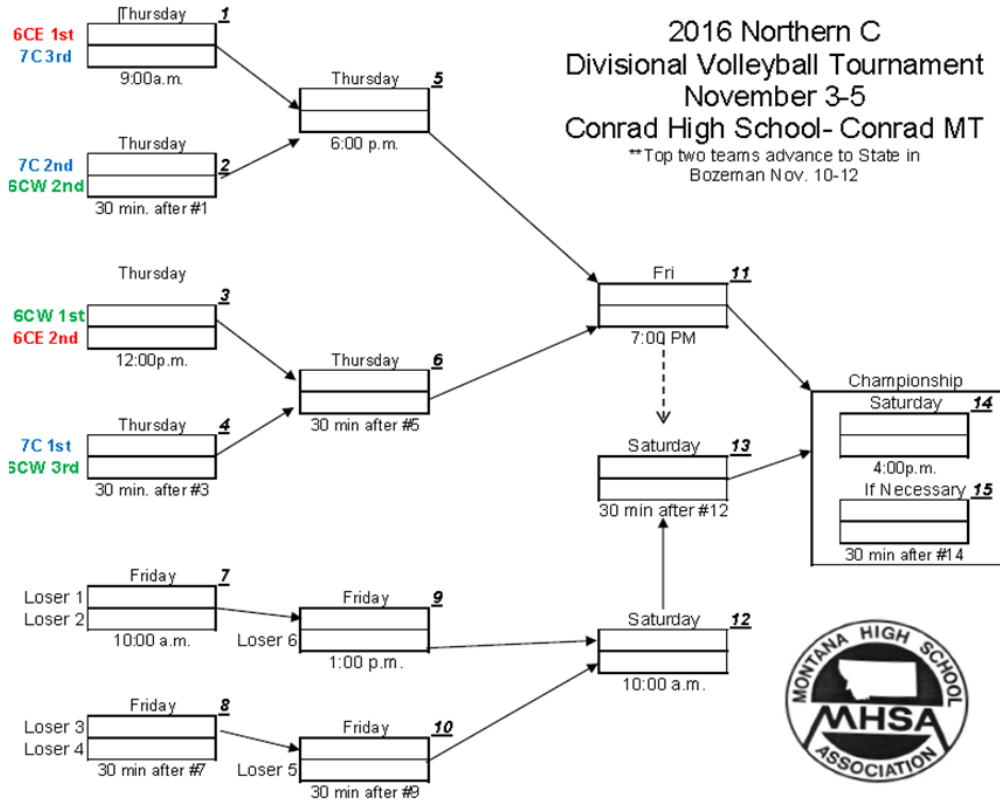 2016 Northern C
Divisional Volleyball Tournament
November 3-5
Conrad High School- Conrad MT
**Top two teams advance to State in
Bozeman Nov. 10-12
Thursday 1
6CE 1st
7C 3rd
9:00a.m.
Thursday 5
6:00 p.m.
Thursday
7C 2nd 2
6CW 2nd
30 min. after #1
Thursday
3
6CW 1st
6CE 2nd
12:00p.m.
Fri 11
7:00 PM
Thursday 6
30 min after #5
Thursday 4
7C 1st
6CW 3rd
30 min. after #3
Championship
Saturday 14
4:00p.m.
If Necessary 15
30 min after #14
Saturday 13
30 min after #12
Friday 7
Loser 1
Loser 2
10:00 a.m.
Friday 9
Loser 6
1:00 p.m.
Saturday 12
10:00 a.m.
Friday 8
Loser 3
Loser 4
30 min after #7
Friday 10
Loser 5
30 min after #9
MONTANA HIGH SCHOOL
MHSA
ASSOCIATION